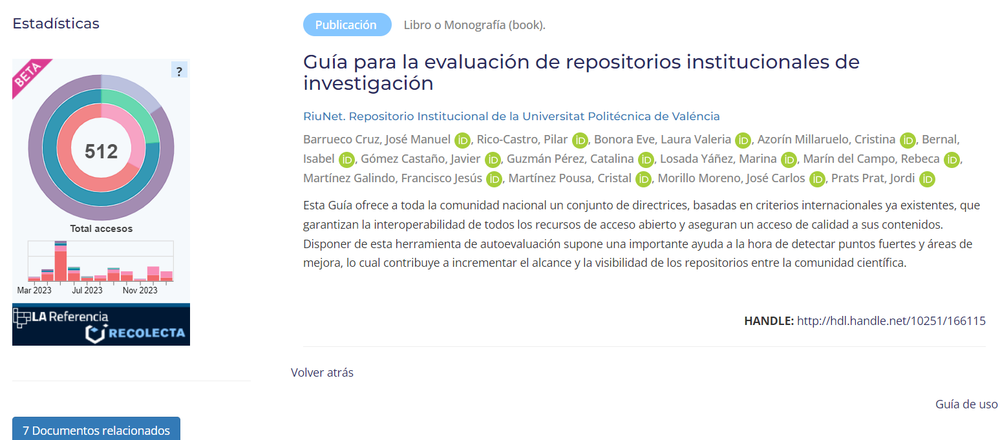 Estadísticas
BETA
?
512
Total accesos
Mar 2023 Jul 2023 Nov 2023
LA Referencia
RECOLECTA
7 Documentos relacionados
Publicación Libro o Monografía (book).
Guía para la evaluación de repositorios institucionales de
investigación
RiuNet. Repositorio Institucional de la Universitat Politécnica de Valéncia
Barrueco Cruz, José Manuel iD, Rico-Castro, Pilar iD, Bonora Eve, Laura Valeria iD, Azorín Millaruelo, Cristina iD, Bernal,
Isabel iD, Gómez Castaño, Javier iD, Guzmán Pérez, Catalina iD, Losada Yáñez, Marina iD, Marín del Campo, Rebeca iD,
Martínez Galindo, Francisco Jesús iD, Martínez Pousa, Cristal iD, Morillo Moreno, José Carlos iD, Prats Prat, Jordi iD
Esta Guía ofrece a toda la comunidad nacional un conjunto de directrices, basadas en criterios internacionales ya existentes, que
garantizan la interoperabilidad de todos los recursos de acceso abierto y aseguran un acceso de calidad a sus contenidos.
Disponer de esta herramienta de autoevaluación supone una importante ayuda a la hora de detectar puntos fuertes y áreas de
mejora, lo cual contribuye a incrementar el alcance y la visibilidad de los repositorios entre la comunidad científica.
HANDLE: http://hdl.handle.net/10251/166115
Volver atrás
Guía de uso